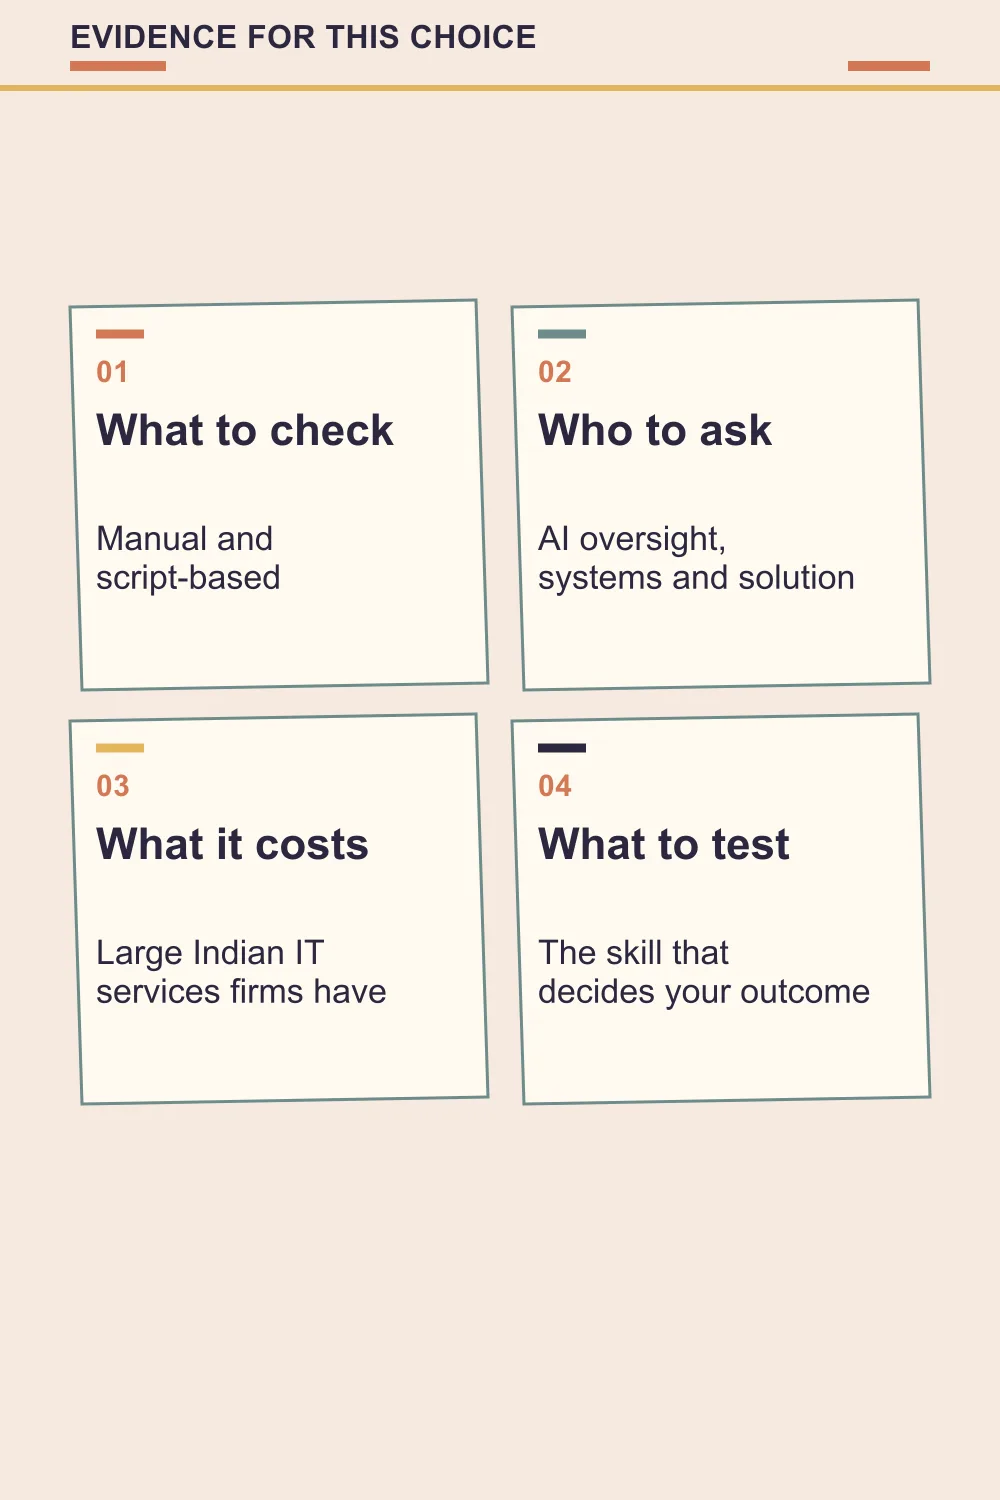 EVIDENCE FOR THIS CHOICE
01
What to check
Manual and
script-based
02
Who to ask
AI oversight,
systems and solution
03
What it costs
Large Indian IT
services firms have
04
What to test
The skill that
decides your outcome